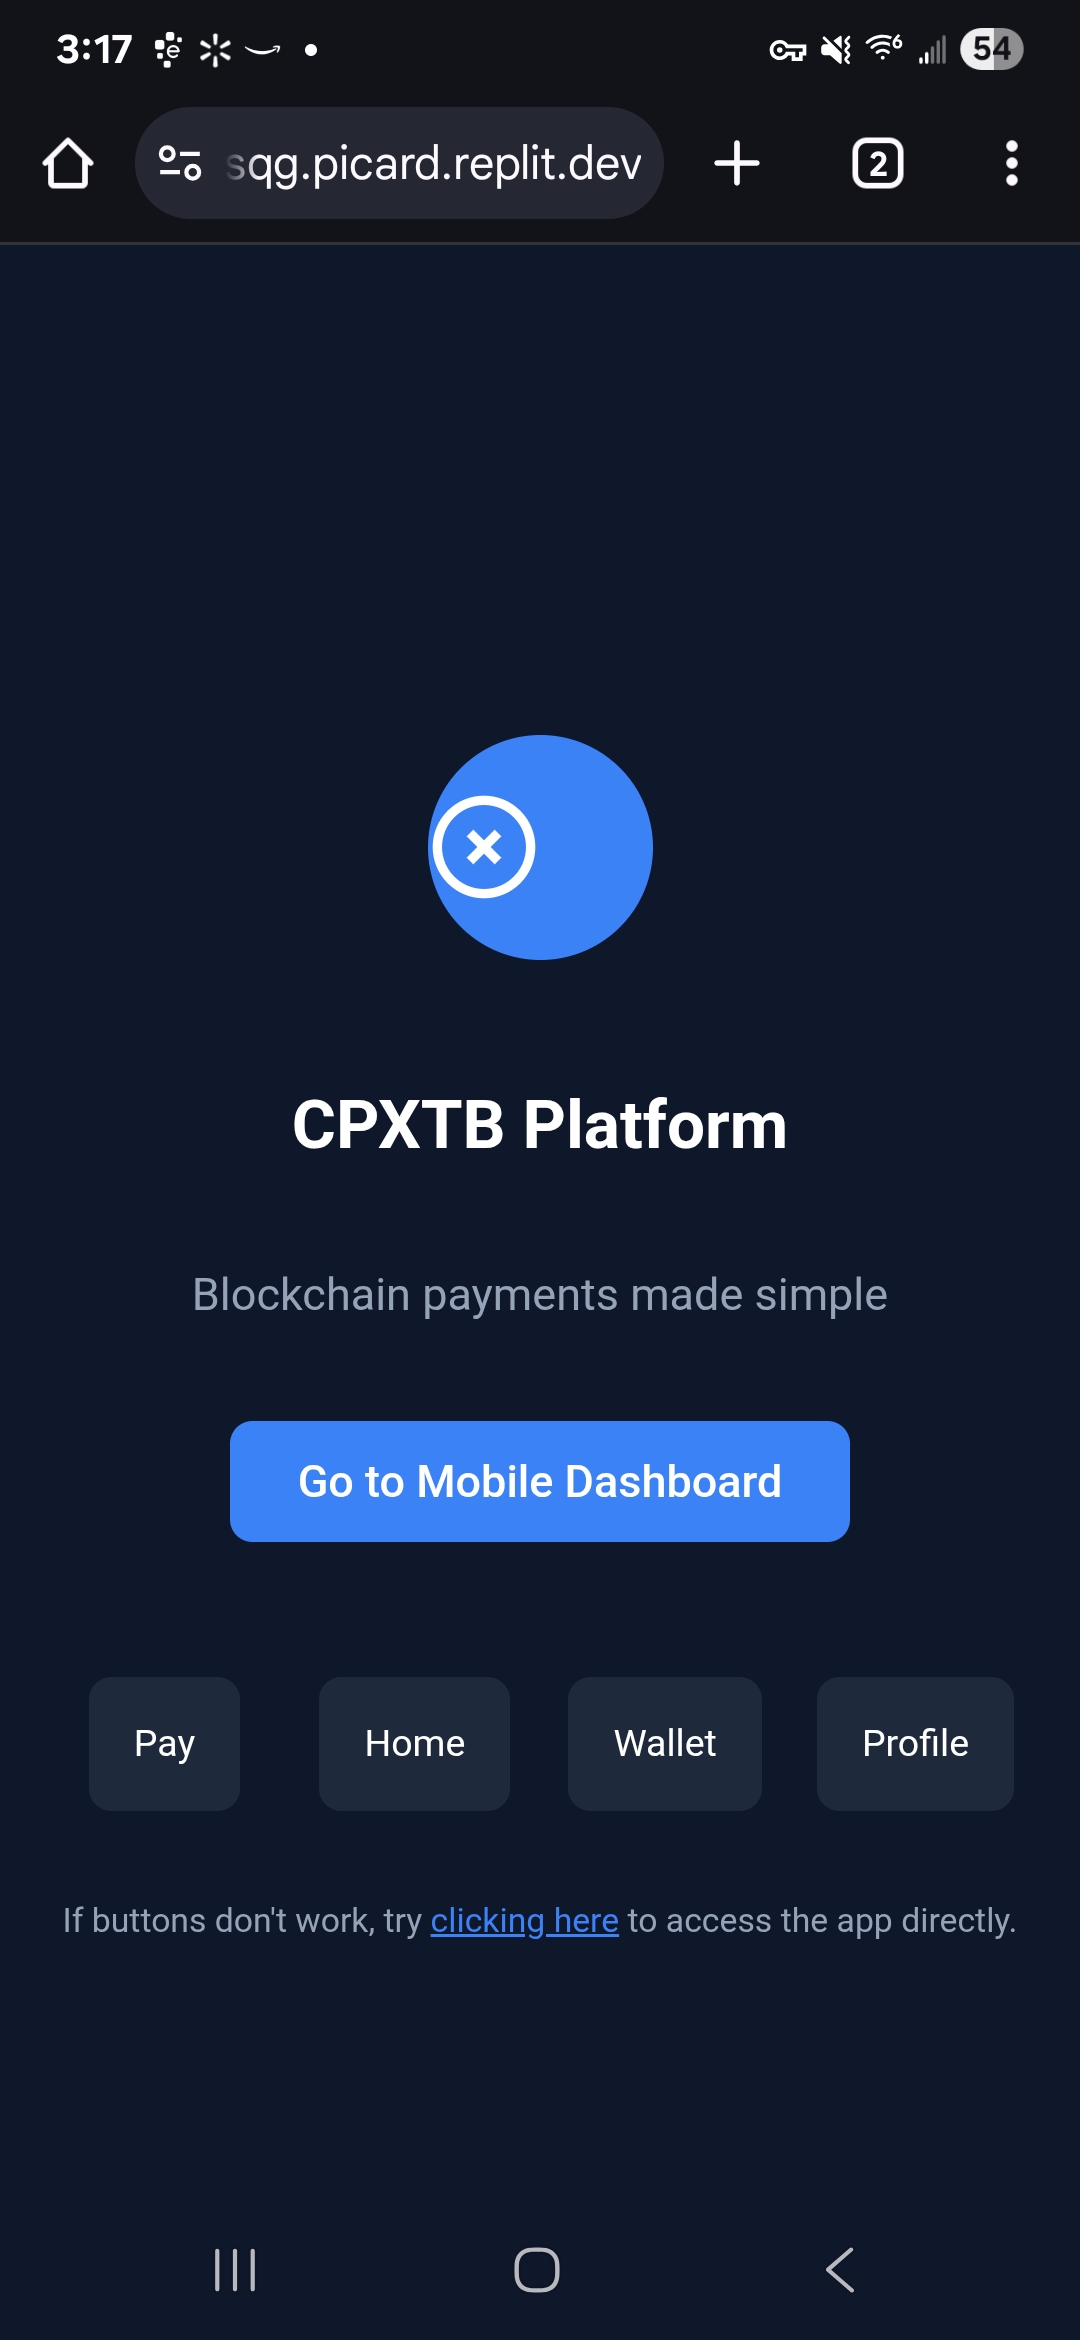 3:17
54
sqg.picard.replit.dev
2
CPXTB Platform
Blockchain payments made simple
Go to Mobile Dashboard
Pay Home Wallet Profile
If buttons don't work, try clicking here to access the app directly.